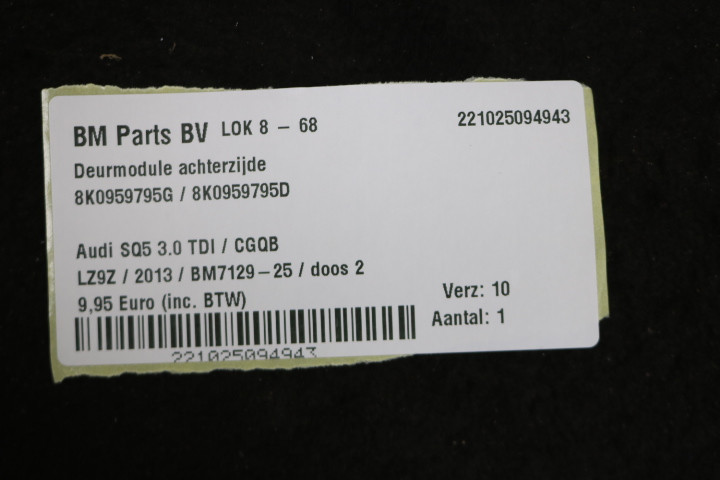 BM Parts BV LOK 8 - 68 221025094943
Deurmodule achterzijde
8K0959795G / 8K0959795D
Audi SQ5 3.0 TDI / CGQB
LZ9Z / 2013 / BM7129-25 / doos 2
9,95 Euro (inc. BTW)
Verz: 10
Aantal: 1
221025094943